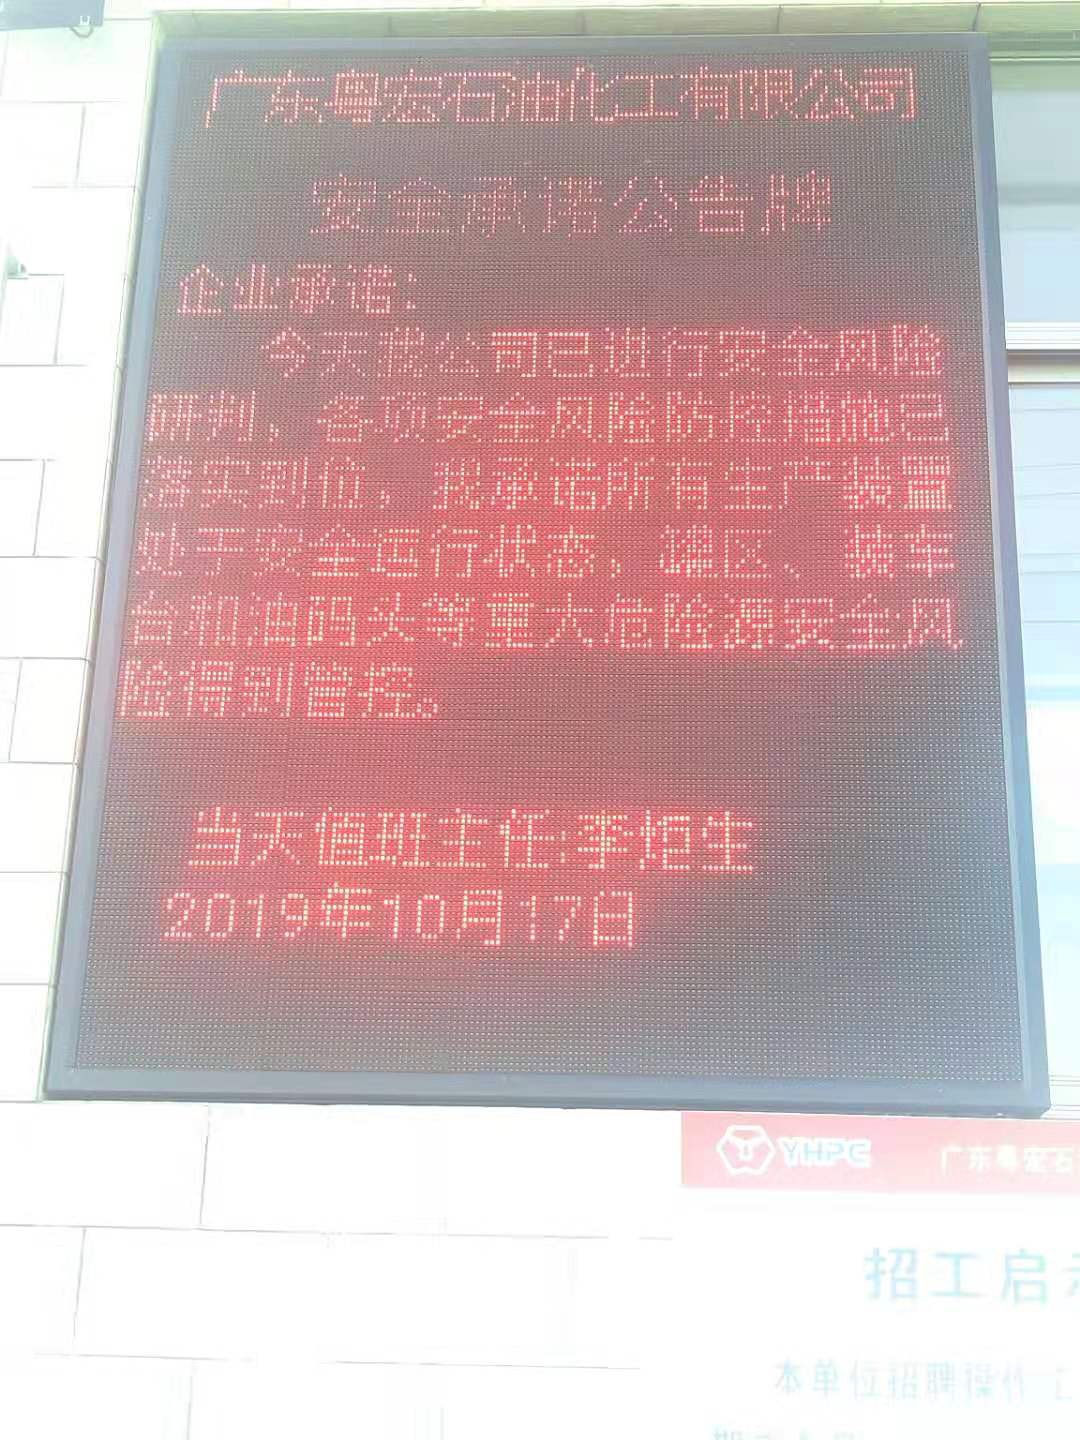 广东粤宏石油化工有限公司
安全承诺公告牌
企业承诺：
今天我公司已进行安全风险
研判，各项安全风险防控措施已
落实到位，我承诺所有生产装置
处于安全运行状态，罐区、装车
台和油码头等重大危险源安全风
险得到管控。
当天值班主任:李炬生
2019年10月17日
YHPC 广东粤宏石
招工启
本单位招聘操作工